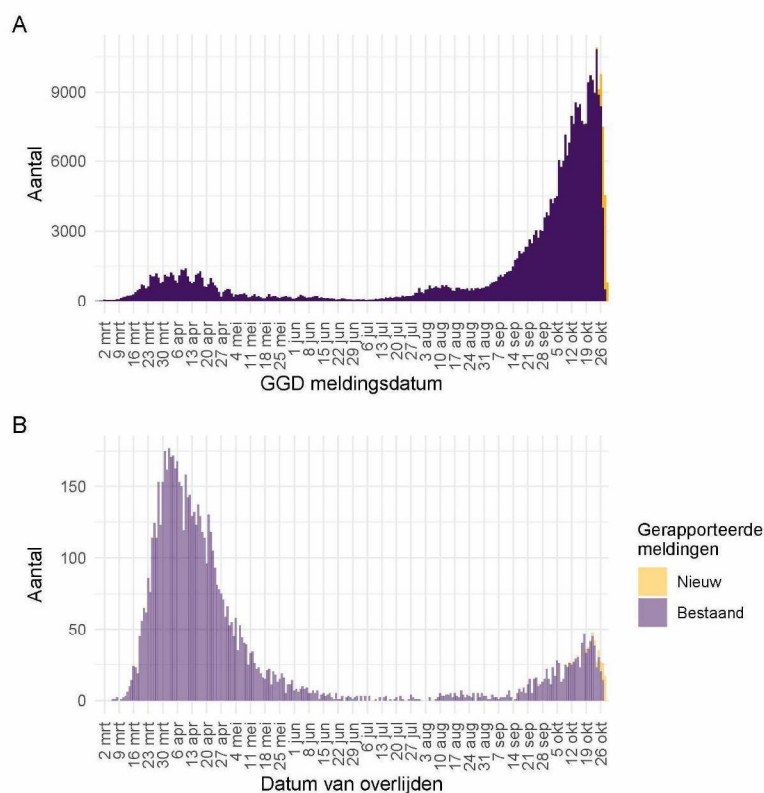 A
Aantal
9000
6000
3000
0
2 mrt
9 mrt
16 mrt
23 mrt
30 mrt
6 apr
13 apr
20 apr
27 apr
4 mei
11 mei
18 mei
25 mei
1 jun
8 jun
15 jun
22 jun
29 jun
6 jul
13 jul
20 jul
27 jul
3 aug
10 aug
17 aug
24 aug
31 aug
7 sep
14 sep
21 sep
28 sep
5 okt
12 okt
19 okt
26 okt
GGD meldingsdatum
B
Aantal
150
100
50
0
2 mrt
9 mrt
16 mrt
23 mrt
30 mrt
6 apr
13 apr
20 apr
27 apr
4 mei
11 mei
18 mei
25 mei
1 jun
8 jun
15 jun
22 jun
29 jun
6 jul
13 jul
20 jul
27 jul
3 aug
10 aug
17 aug
24 aug
31 aug
7 sep
14 sep
21 sep
28 sep
5 okt
12 okt
19 okt
26 okt
Datum van overlijden
Gerapporteerde
meldingen
Nieuw
Bestaand